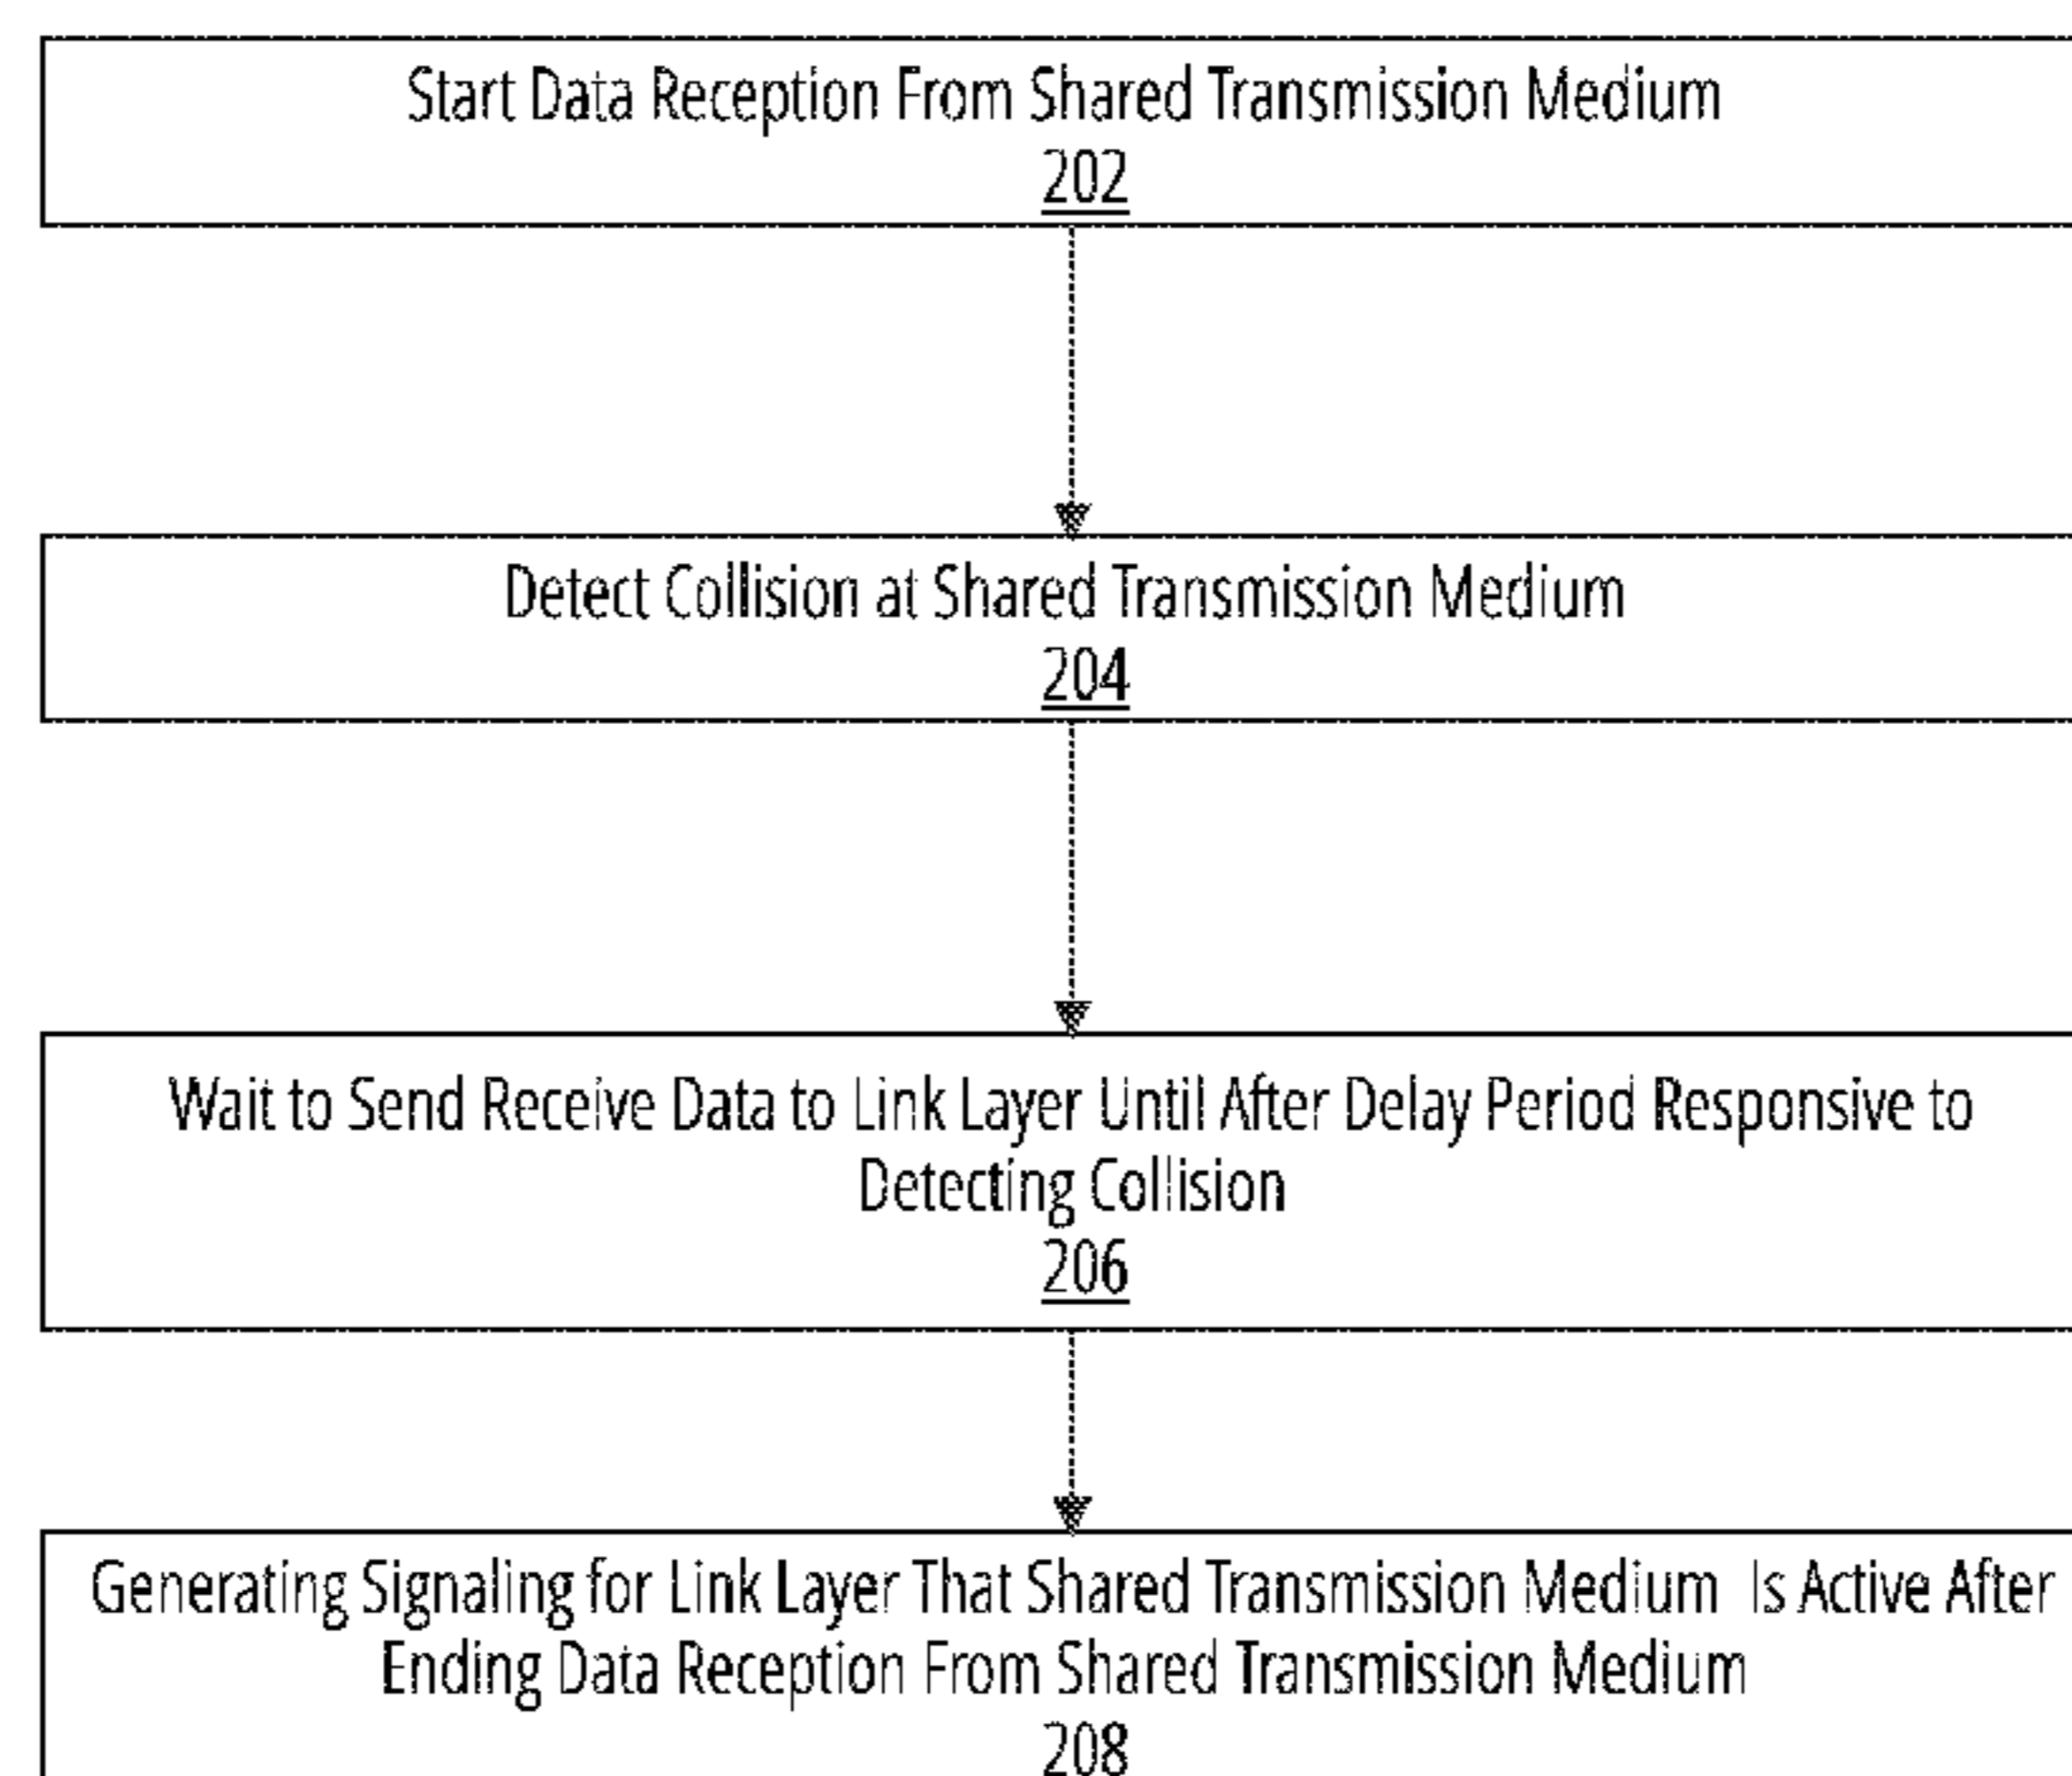 Start Data Reception From Shared Transmission Medium
202
Detect Collision at Shared Transmission Medium
204
Wait to Send Receive Data to Link Layer Until After Delay Period Responsive to
Detecting Collision
206
Generating Signaling for Link Layer That Shared Transmission Medium Is Active After
Ending Data Reception From Shared Transmission Medium
208